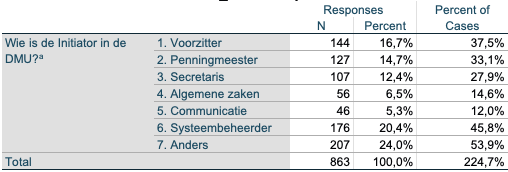 Responses Percent of
N Percent Cases
Wie is de Initiator in de 1. Voorzitter 144 16,7% 37,5%
DMU?ª 2. Penningmeester 127 14,7% 33,1%
3. Secretaris 107 12,4% 27,9%
4. Algemene zaken 56 6,5% 14,6%
5. Communicatie 46 5,3% 12,0%
6. Systeembeheerder 176 20,4% 45,8%
7. Anders 207 24,0% 53,9%
Total 863 100,0% 224,7%